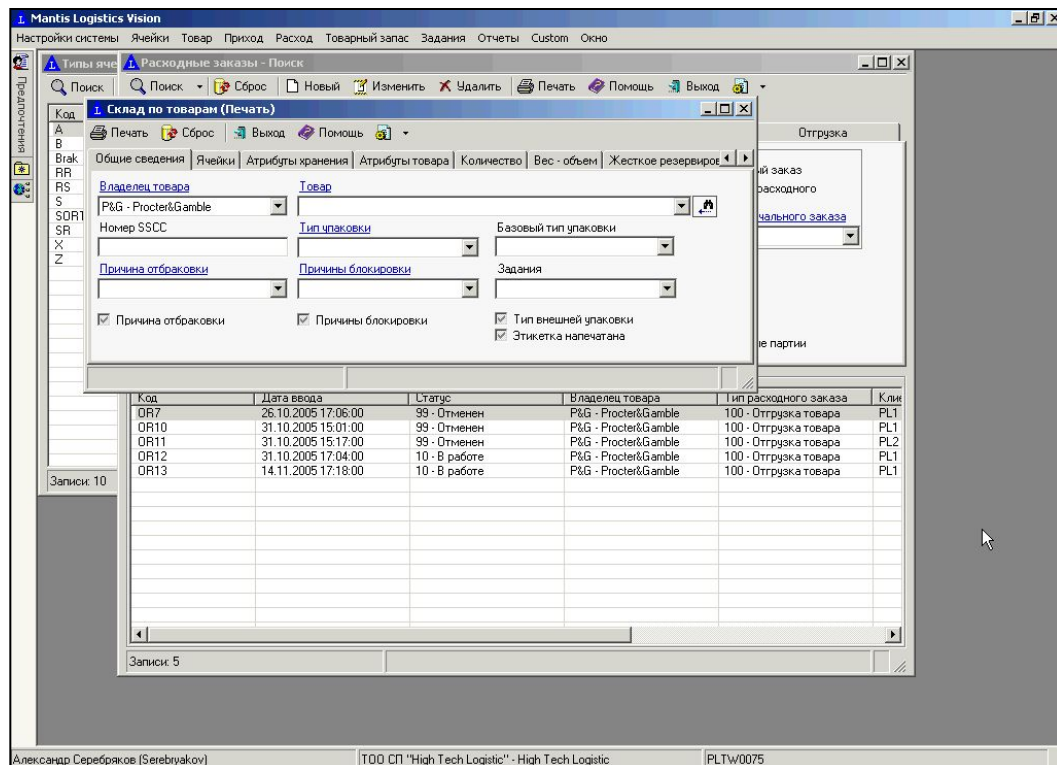 Mantis Logistics Vision
Настройки системы Ячейки Товар Приход Расход Товарный запас Задания Отчеты Custom Окно
Предпочтения
Типы яче
Расходные заказы - Поиск
Поиск
Поиск Сброс Новый Изменить Удалить Печать Помощь Выход
Код
A
B
Brak
RR
RS
S
SORT
SR
X
Z
Записи: 10
Склад по товарам (Печать)
Печать Сброс Выход Помощь
Общие сведения Ячейки Атрибуты хранения Атрибуты товара Количество Вес - объем Жесткое резервиров
Владелец товара Товар
P&G - Procter&Gamble
Номер SSCC Тип упаковки Базовый тип упаковки
Причина отбраковки Причины блокировки Задания
Причина отбраковки Причины блокировки Тип внешней упаковки
Этикетка напечатана
Отгрузка
ый заказ
расходного
чального заказа
ые партии
Код Дата ввода Статус Владелец товара Тип расходного заказа Клие
OR7 26.10.2005 17:06:00 99 - Отменен P&G - Procter&Gamble 100 - Отгрузка товара PL1
OR10 31.10.2005 15:01:00 99 - Отменен P&G - Procter&Gamble 100 - Отгрузка товара PL1
OR11 31.10.2005 15:17:00 99 - Отменен P&G - Procter&Gamble 100 - Отгрузка товара PL2
OR12 31.10.2005 17:04:00 10 - В работе P&G - Procter&Gamble 100 - Отгрузка товара PL1
OR13 14.11.2005 17:18:00 10 - В работе P&G - Procter&Gamble 100 - Отгрузка товара PL1
Записи: 5
Александр Серебряков (Serebryakov) ТОО СП "High Tech Logistic" - High Tech Logistic PLTW0075